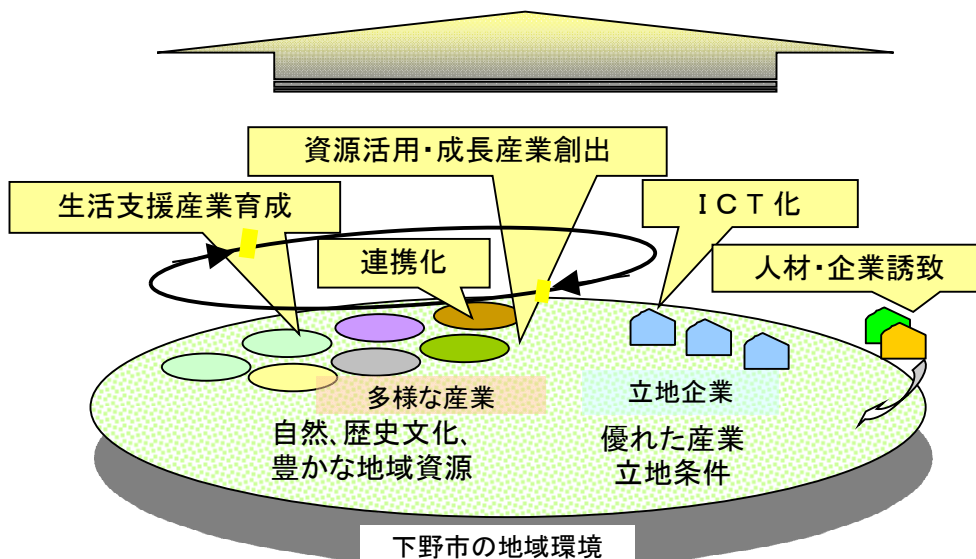 資源活用・成長産業創出
生活支援産業育成
ICT化
連携化
人材・企業誘致
多様な産業
立地企業
自然、歴史文化、
豊かな地域資源
優れた産業
立地条件
下野市の地域環境